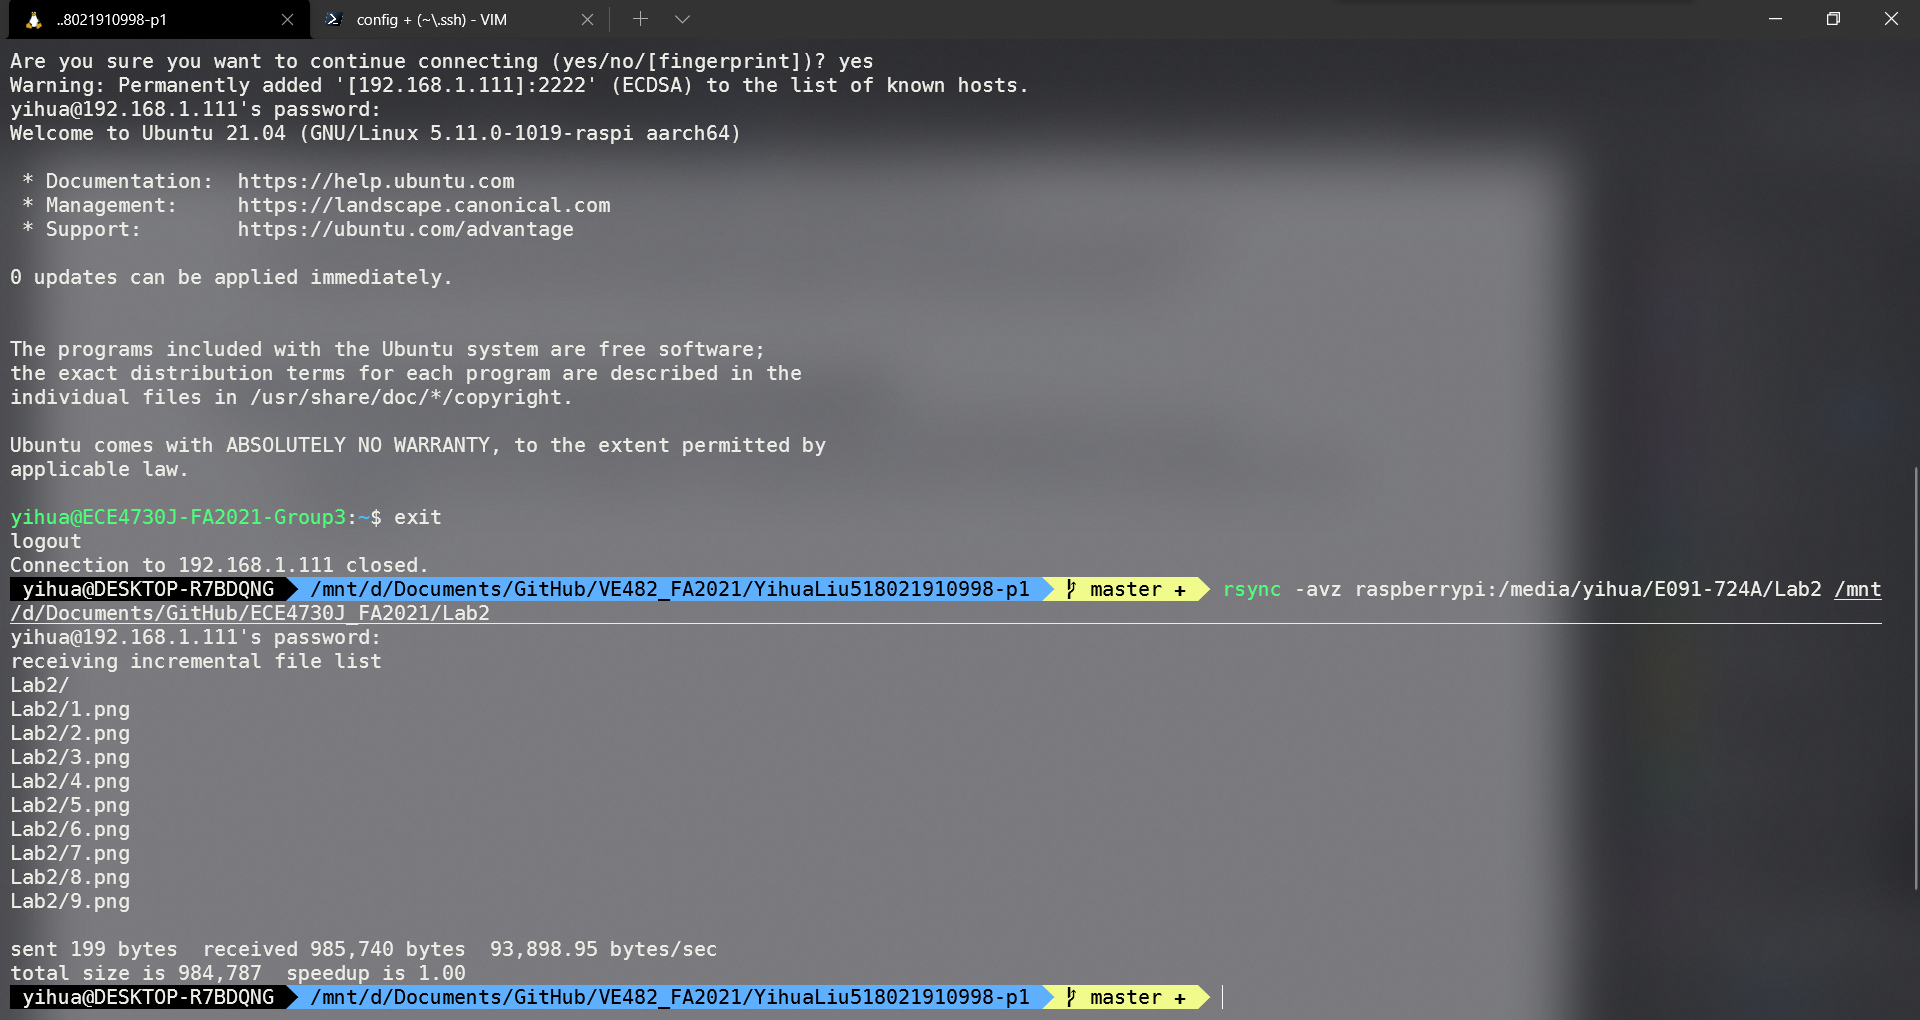 ..8021910998-p1
config + (~\.ssh) - VIM
Are you sure you want to continue connecting (yes/no/[fingerprint])? yes
Warning: Permanently added '[192.168.1.111]:2222' (ECDSA) to the list of known hosts.
yihua@192.168.1.111's password:
Welcome to Ubuntu 21.04 (GNU/Linux 5.11.0-1019-raspi aarch64)
* Documentation:  https://help.ubuntu.com
* Management:     https://landscape.canonical.com
* Support:        https://ubuntu.com/advantage
0 updates can be applied immediately.
The programs included with the Ubuntu system are free software;
the exact distribution terms for each program are described in the
individual files in /usr/share/doc/*/copyright.
Ubuntu comes with ABSOLUTELY NO WARRANTY, to the extent permitted by
applicable law.
yihua@ECE4730J-FA2021-Group3:~$ exit
logout
Connection to 192.168.1.111 closed.
yihua@DESKTOP-R7BDQNG /mnt/d/Documents/GitHub/VE482_FA2021/YihuaLiu518021910998-p1 master + rsync -avz raspberrypi:/media/yihua/E091-724A/Lab2 /mnt
/d/Documents/GitHub/ECE4730J_FA2021/Lab2
yihua@192.168.1.111's password:
receiving incremental file list
Lab2/
Lab2/1.png
Lab2/2.png
Lab2/3.png
Lab2/4.png
Lab2/5.png
Lab2/6.png
Lab2/7.png
Lab2/8.png
Lab2/9.png
sent 199 bytes  received 985,740 bytes  93,898.95 bytes/sec
total size is 984,787  speedup is 1.00
yihua@DESKTOP-R7BDQNG /mnt/d/Documents/GitHub/VE482_FA2021/YihuaLiu518021910998-p1 master +